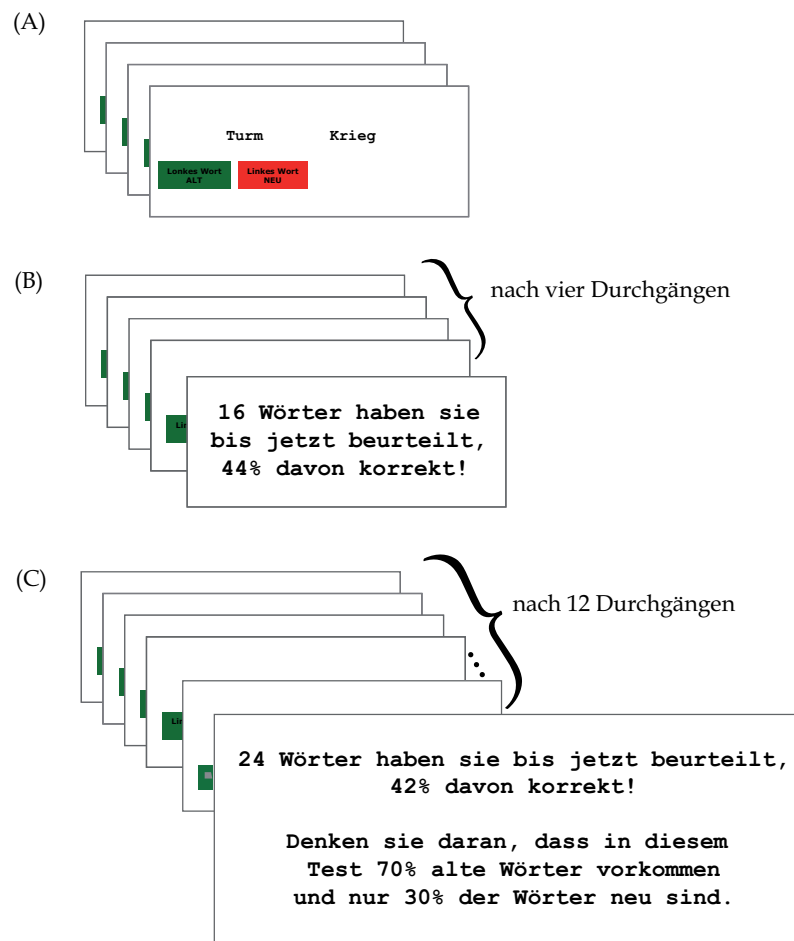 (A)
Turm Krieg
Lonkes Wort Linkes Wort
ALT NEU
(B)
nach vier Durchgängen
16 Wörter haben sie
bis jetzt beurteilt,
44% davon korrekt!
(C)
nach 12 Durchgängen
24 Wörter haben sie bis jetzt beurteilt,
42% davon korrekt!
Denken sie daran, dass in diesem
Test 70% alte Wörter vorkommen
und nur 30% der Wörter neu sind.